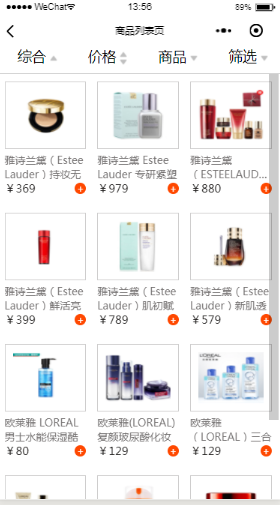 WeChat 13:56 89%
商品列表页
综合 价格 商品 筛选
雅诗兰黛（Estee
Lauder）持妆无
￥369
雅诗兰黛 Estee
Lauder 专研紧塑
￥979
雅诗兰黛
（ESTEELAUD...
￥880
雅诗兰黛（Estee
Lauder）鲜活亮
￥399
雅诗兰黛（Estee
Lauder）肌初赋
￥789
雅诗兰黛（Estee
Lauder）新肌透
￥579
欧莱雅 LOREAL
男士水能保湿酷
￥80
欧莱雅(LOREAL)
复颜玻尿酸化妆
￥129
L'ORÉAL
欧莱雅
（LOREAL）三合
￥129